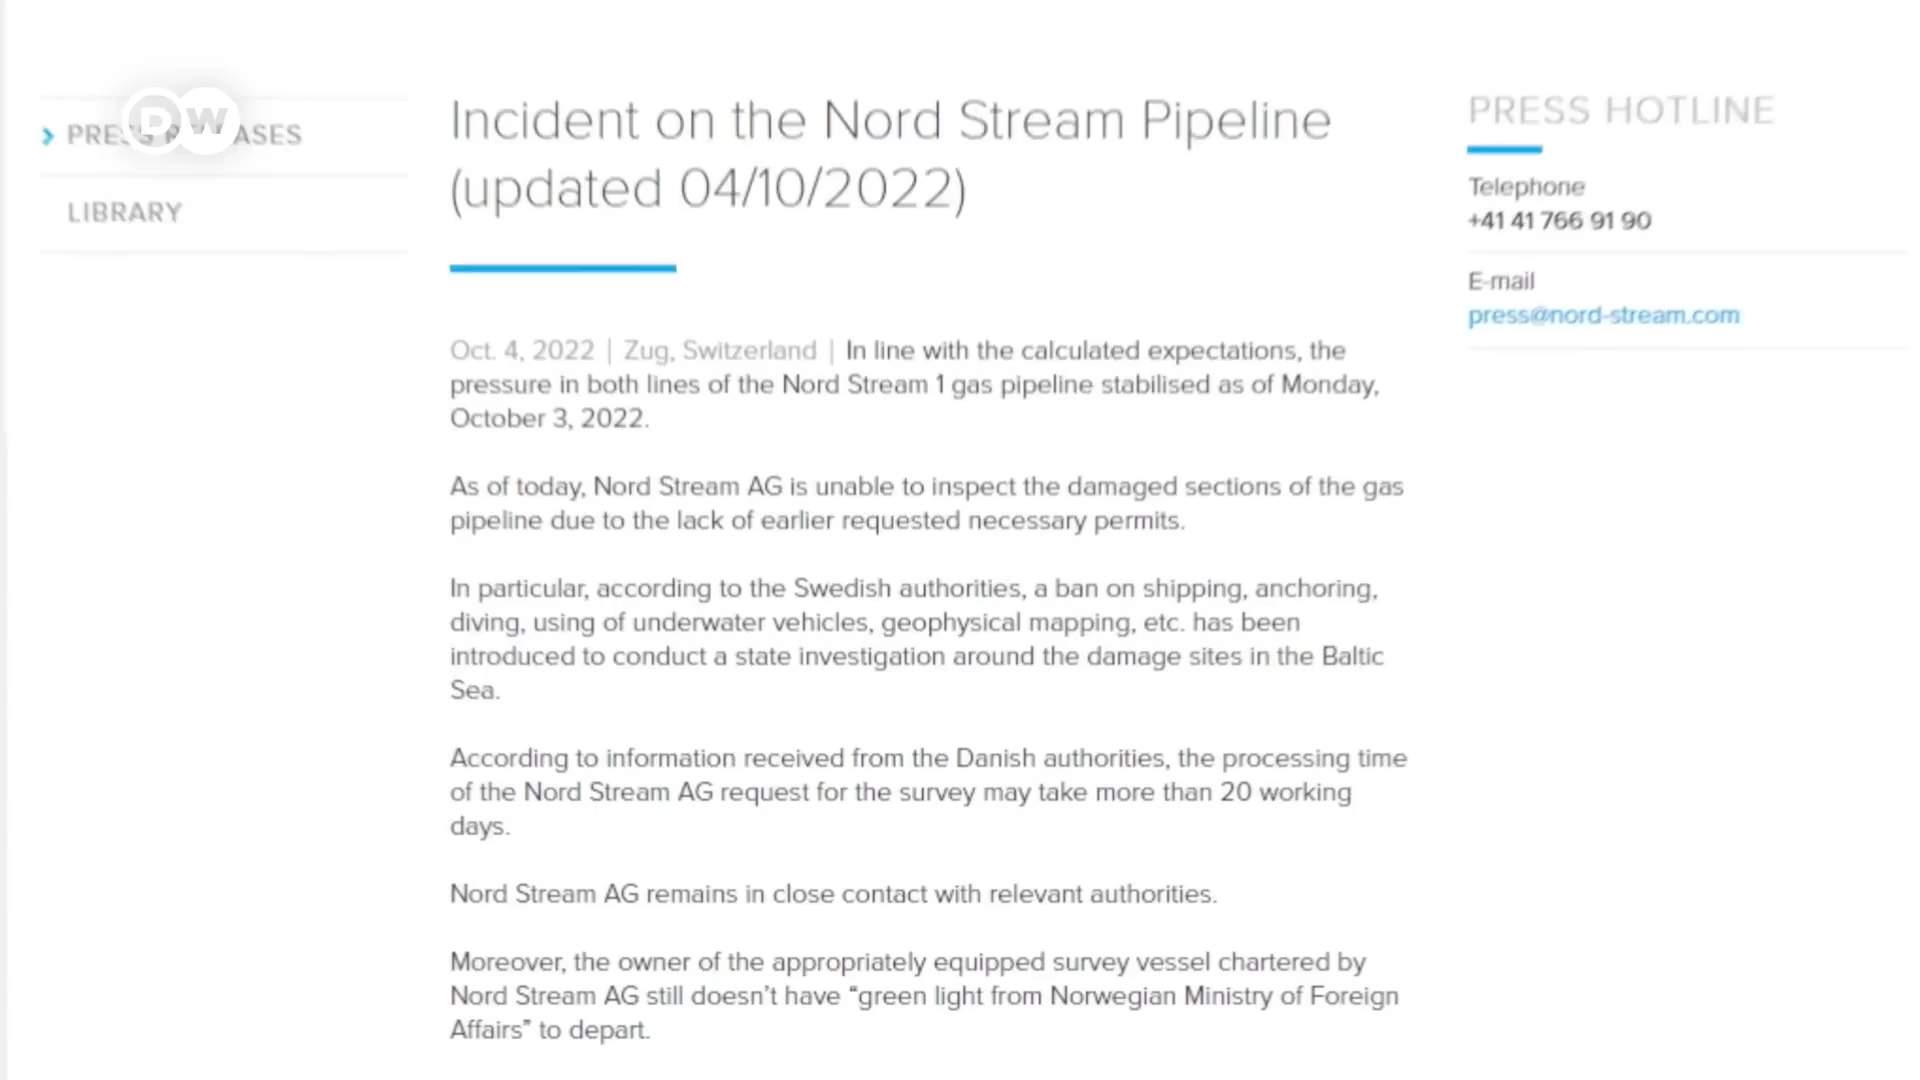 PRESS RELEASES
DW
LIBRARY
Incident on the Nord Stream Pipeline
(updated 04/10/2022)
Oct. 4, 2022 | Zug, Switzerland | In line with the calculated expectations, the
pressure in both lines of the Nord Stream 1 gas pipeline stabilised as of Monday,
October 3, 2022.
As of today, Nord Stream AG is unable to inspect the damaged sections of the gas
pipeline due to the lack of earlier requested necessary permits.
In particular, according to the Swedish authorities, a ban on shipping, anchoring,
diving, using of underwater vehicles, geophysical mapping, etc. has been
introduced to conduct a state investigation around the damage sites in the Baltic
Sea.
According to information received from the Danish authorities, the processing time
of the Nord Stream AG request for the survey may take more than 20 working
days.
Nord Stream AG remains in close contact with relevant authorities.
Moreover, the owner of the appropriately equipped survey vessel chartered by
Nord Stream AG still doesn’t have “green light from Norwegian Ministry of Foreign
Affairs” to depart.
PRESS HOTLINE
Telephone
+41 41 766 91 90
E-mail
press@nord-stream.com